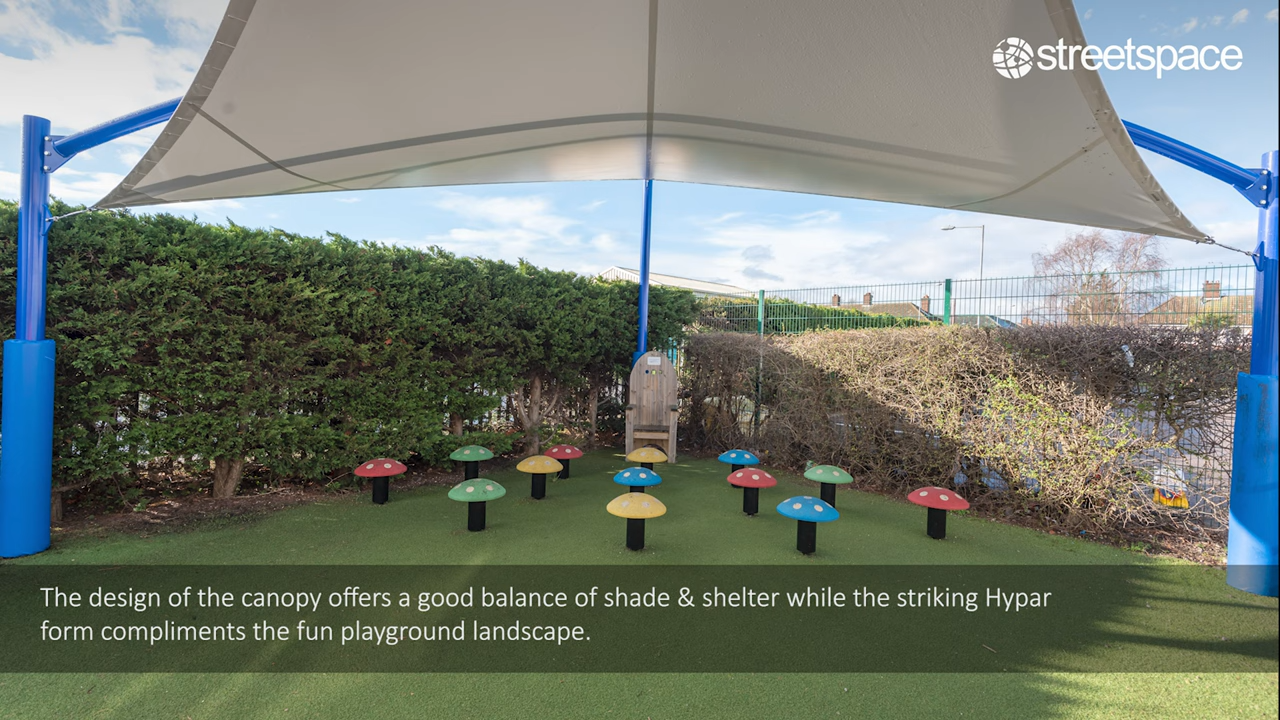 streetspace
The design of the canopy offers a good balance of shade & shelter while the striking Hypar
form compliments the fun playground landscape.